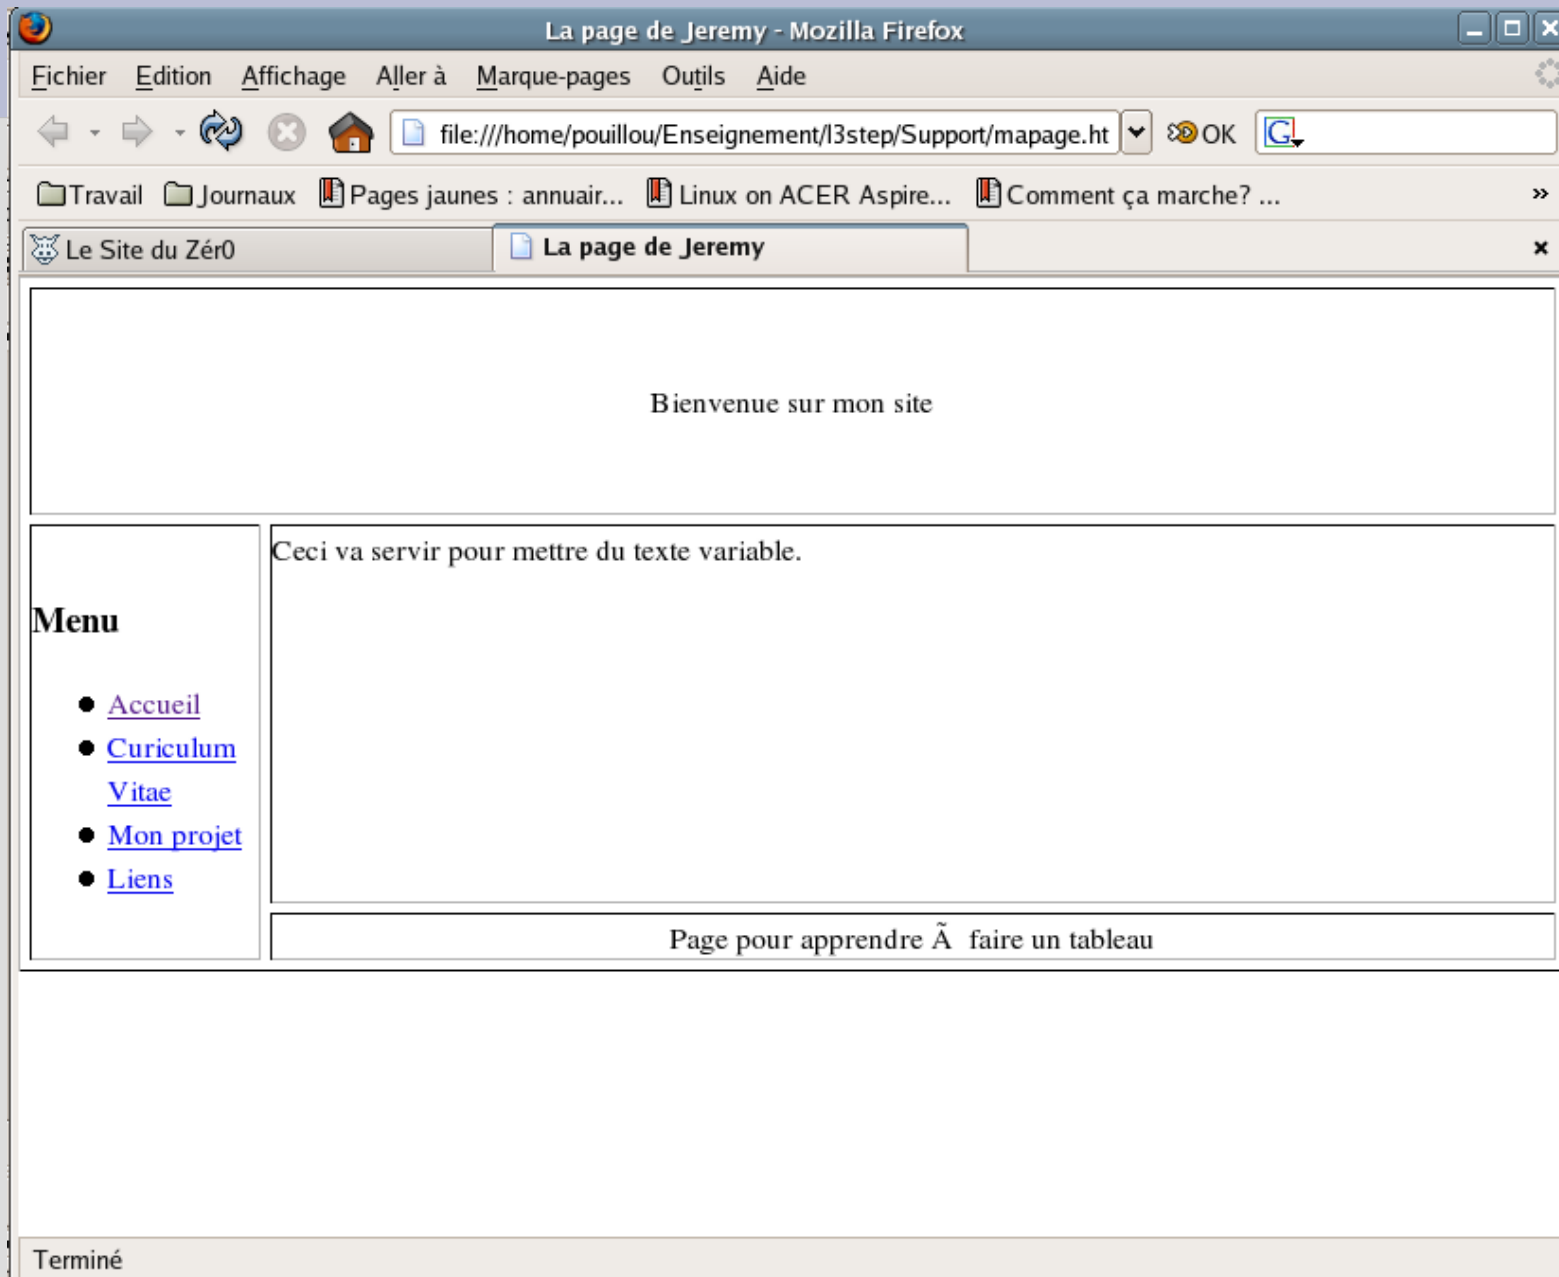 La page de Jeremy - Mozilla Firefox
Fichier Edition Affichage Aller à Marque-pages Outils Aide
file:///home/pouillou/Enseignement/l3step/Support/mapage.ht OK G
Travail Journaux Pages jaunes : annuair... Linux on ACER Aspire... Comment ça marche? ... »
Le Site du Zér0 La page de Jeremy
Bienvenue sur mon site
Ceci va servir pour mettre du texte variable.
Menu
Accueil
Curiculum
Vitae
Mon projet
Liens
Page pour apprendre Ã  faire un tableau
Terminé